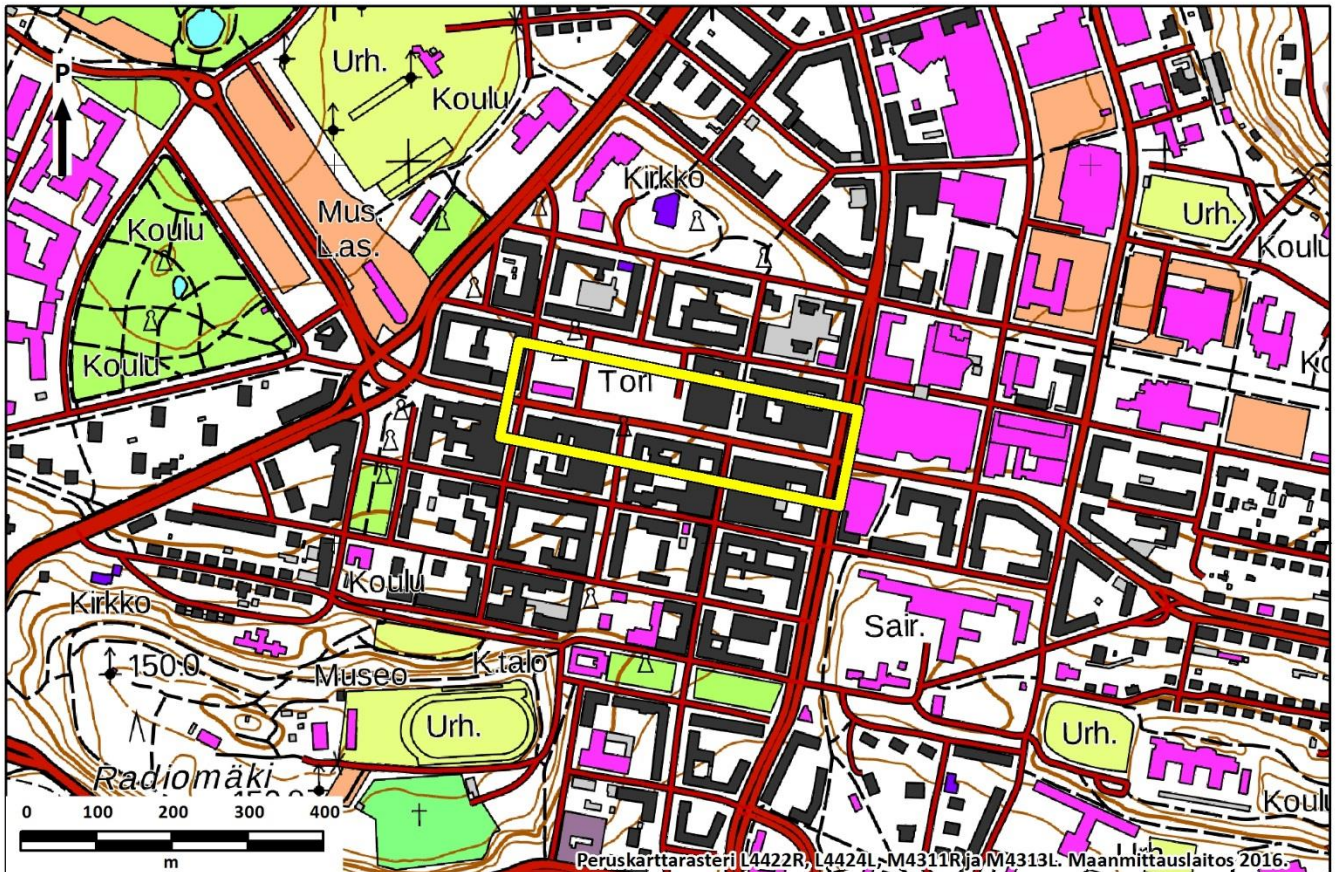 Urh.
P
Koulu
Kirkko
Mus.
L.as.
Koulu
Urh.
Koulu
Koulu
Tori
Koulu
Kirkko
Sair.
150.0
Museo
K.talo
Urh.
Urh.
Radiomäki
0 100 200 300 400
m
Koulu
Urh.
Peruskarttarasteri L4422R, L4424L, M4311R ja M4313L. Maanmittauslaitos 2016.